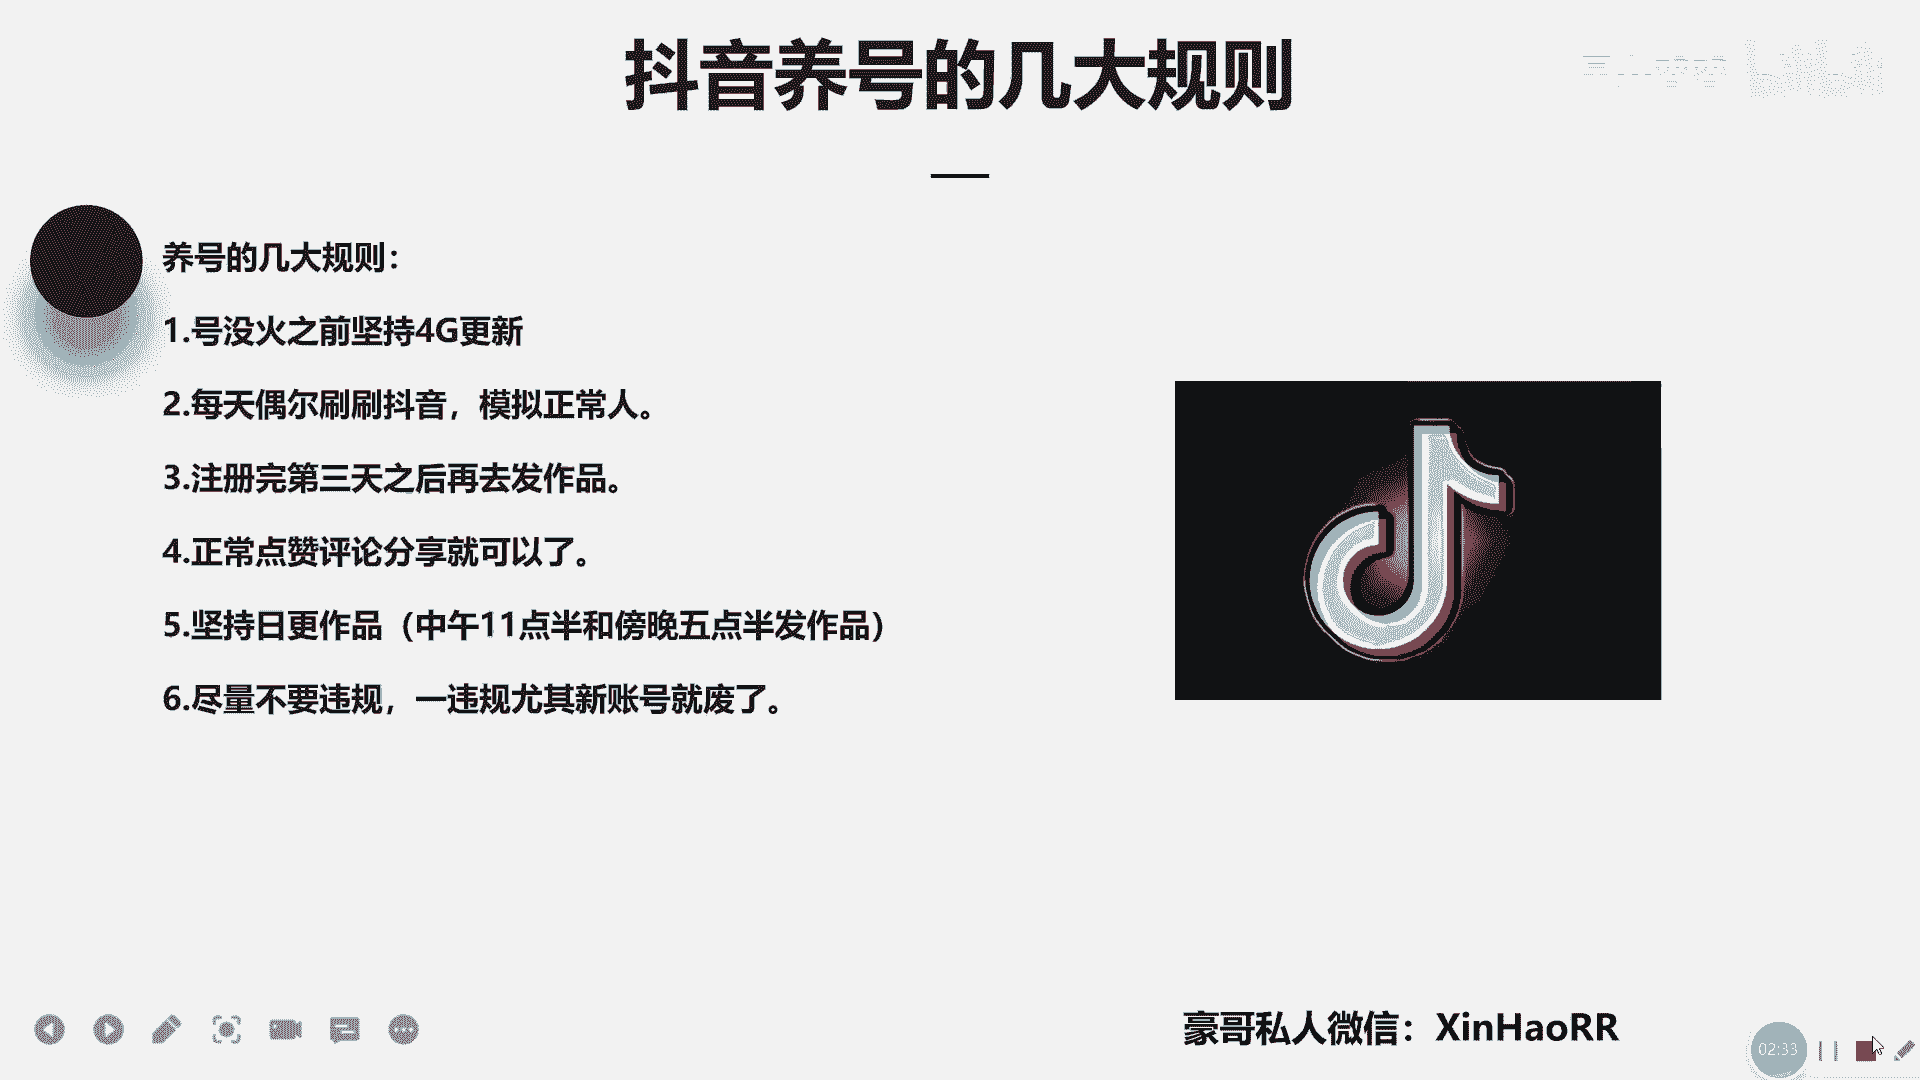 抖音养号的几大规则
养号的几大规则：
1.号没火之前坚持4G更新
2.每天偶尔刷刷抖音，模拟正常人。
3.注册完第三天之后再去发作品。
4.正常点赞评论分享就可以了。
5.坚持日更作品（中午11点半和傍晚五点半发作品）
6.尽量不要违规，一违规尤其新账号就废了。
豪哥私人微信：XinHaoRR
02:33